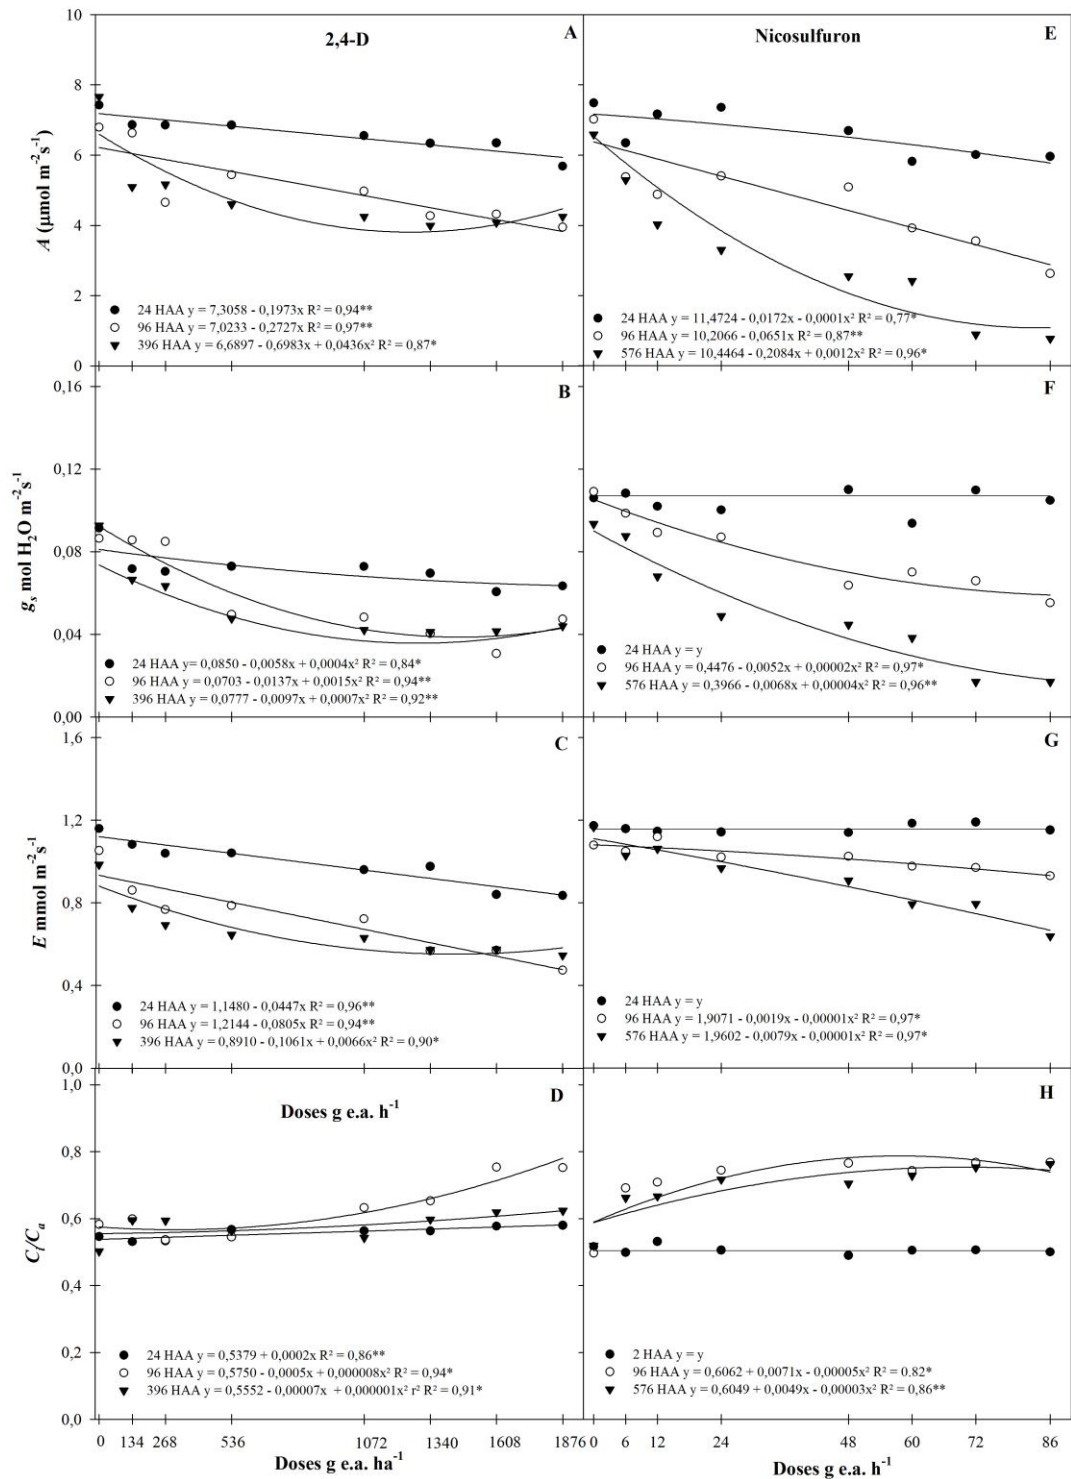 10
8
6
4
2
0
A (µmol m⁻²s⁻¹)
2,4-D
A
24 HAA y = 7,3058 - 0,1973x R² = 0,94**
96 HAA y = 7,0233 - 0,2727x R² = 0,97**
396 HAA y = 6,6897 - 0,6983x + 0,0436x² R² = 0,87*
Nicosulfuron
E
24 HAA y = 11,4724 - 0,0172x - 0,0001x² R² = 0,77*
96 HAA y = 10,2066 - 0,0651x R² = 0,87**
576 HAA y = 10,4464 - 0,2084x + 0,0012x² R² = 0,96*
0,16
0,12
0,08
0,04
0,00
gs mol H₂O m⁻²s⁻¹
B
24 HAA y= 0,0850 - 0,0058x + 0,0004x² R² = 0,84*
96 HAA y = 0,0703 - 0,0137x + 0,0015x² R² = 0,94**
396 HAA y = 0,0777 - 0,0097x + 0,0007x² R² = 0,92**
F
24 HAA y = y
96 HAA y = 0,4476 - 0,0052x + 0,00002x² R² = 0,97*
576 HAA y = 0,3966 - 0,0068x + 0,00004x² R² = 0,96**
1,6
1,2
0,8
0,4
0,0
E mmol m⁻²s⁻¹
C
24 HAA y = 1,1480 - 0,0447x R² = 0,96**
96 HAA y = 1,2144 - 0,0805x R² = 0,94**
396 HAA y = 0,8910 - 0,1061x + 0,0066x² R² = 0,90*
G
24 HAA y = y
96 HAA y = 1,9071 - 0,0019x - 0,00001x² R² = 0,97*
576 HAA y = 1,9602 - 0,0079x - 0,00001x² R² = 0,97*
1,0
0,8
0,6
0,4
0,2
0,0
Ci/Ca
Doses g e.a. h⁻¹
D
24 HAA y = 0,5379 + 0,0002x R² = 0,86**
96 HAA y = 0,5750 - 0,0005x + 0,000008x² R² = 0,94*
396 HAA y = 0,5552 - 0,00007x + 0,000001x² r² R² = 0,91*
H
2 HAA y = y
96 HAA y = 0,6062 + 0,0071x - 0,00005x² R² = 0.82*
576 HAA y = 0,6049 + 0,0049x - 0,00003x² R² = 0,86**
0 134 268 536 1072 1340 1608 1876
0 6 12 24 48 60 72 86
Doses g e.a. ha⁻¹
Doses g e.a. h⁻¹